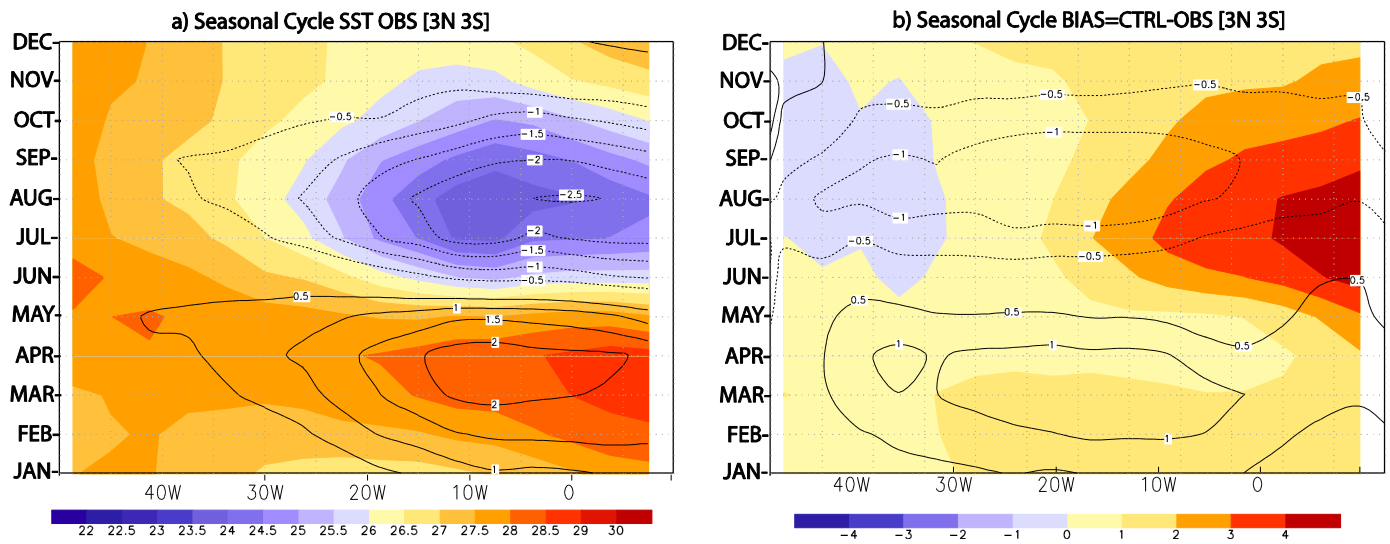 a) Seasonal Cycle SST OBS [3N 3S]
DEC
NOV
OCT
SEP
AUG
JUL
JUN
MAY
APR
MAR
FEB
JAN
-0.5
-1
-1.5
-2
-2.5
-2
-1.5
-1
-0.5
0.5
1
1.5
2
2
1
40W 30W 20W 10W 0
22 22.5 23 23.5 24 24.5 25 25.5 26 26.5 27 27.5 28 28.5 29 29.5 30
b) Seasonal Cycle BIAS=CTRL-OBS [3N 3S]
DEC
NOV
OCT
SEP
AUG
JUL
JUN
MAY
APR
MAR
FEB
JAN
-0.5 -0.5 -0.5 -0.5
-1
-1
-1 -1
-0.5 -0.5
0.5
0.5 0.5
1 1 0.5
1
40W 30W 20W 10W 0
-4 -3 -2 -1 0 1 2 3 4